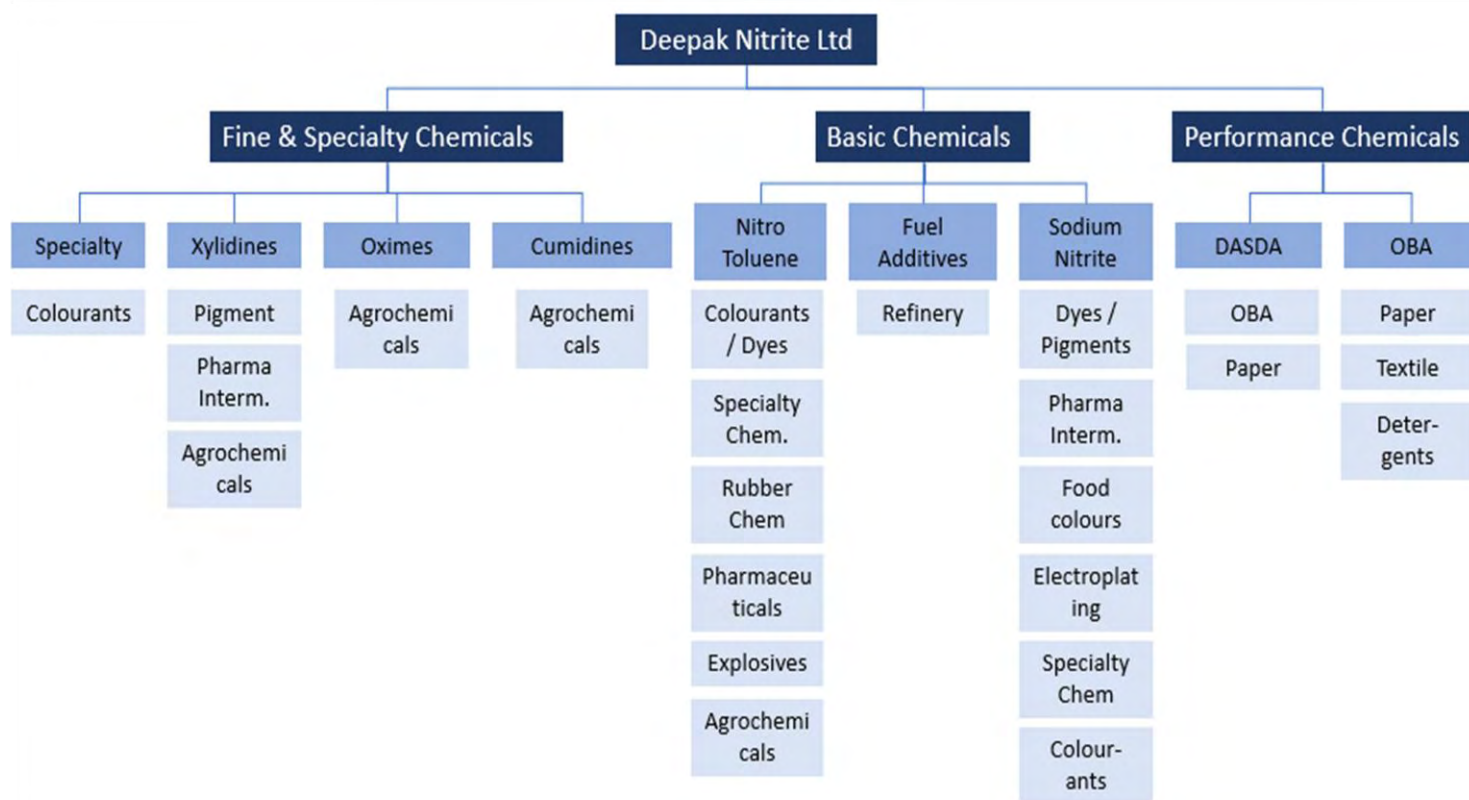 Deepak Nitrite Ltd
Fine & Specialty Chemicals
Basic Chemicals
Performance Chemicals
Specialty
Xylidines
Oximes
Cumidines
Nitro
Toluene
Fuel
Additives
Sodium
Nitrite
DASDA
OBA
Colourants
Pigment
Pharma
Interm.
Agrochemi
cals
Agrochemi
cals
Agrochemi
cals
Colourants
/ Dyes
Specialty
Chem.
Rubber
Chem
Pharmaceu
ticals
Explosives
Agrochemi
cals
Refinery
Dyes /
Pigments
Pharma
Interm.
Food
colours
Electroplat
ing
Specialty
Chem
Colour-
ants
OBA
Paper
Paper
Textile
Deter-
gents